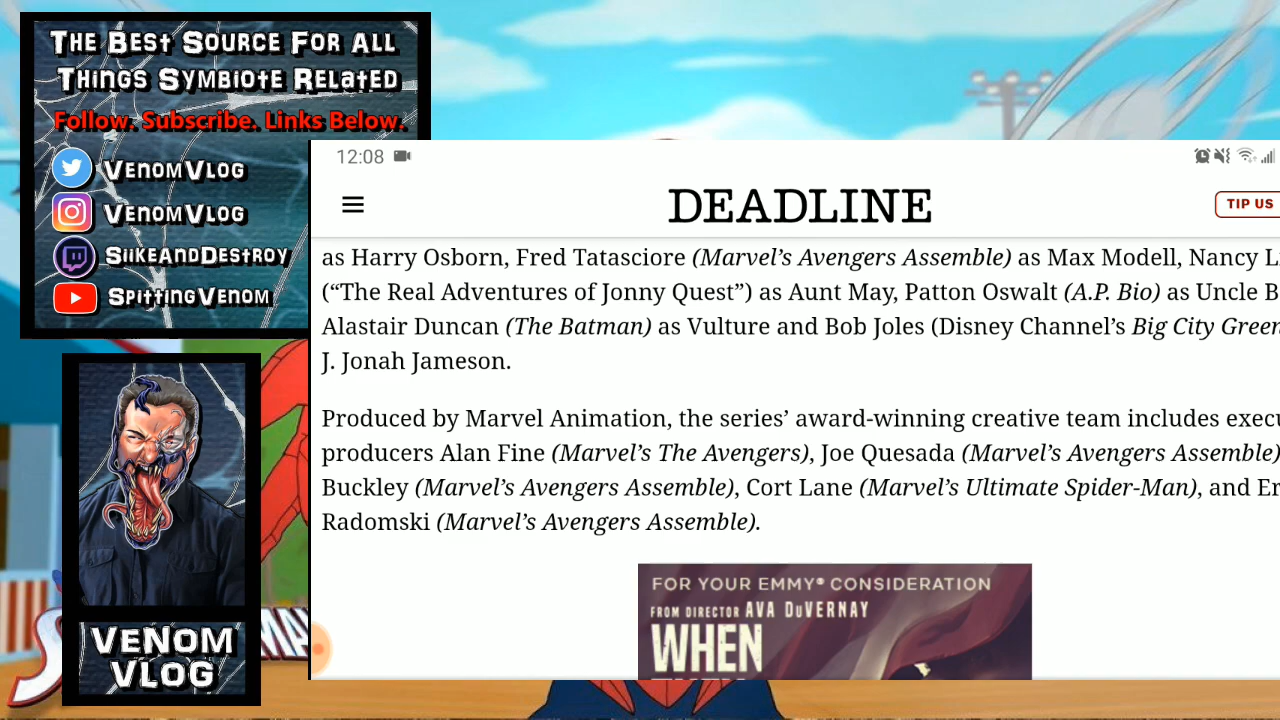 The Best Source For All
Things Symbiote Related
Follow. Subscribe. Links Below.
VenomVlog
VenomVlog
SiikeAndDestroy
SpittingVenom
VENOM
VLOG
12:08
DEADLINE
TIP US
as Harry Osborn, Fred Tatasciore (Marvel’s Avengers Assemble) as Max Modell, Nancy
(“The Real Adventures of Jonny Quest”) as Aunt May, Patton Oswalt (A.P. Bio) as Uncle B
Alastair Duncan (The Batman) as Vulture and Bob Joles (Disney Channel’s Big City Green
J. Jonah Jameson.
Produced by Marvel Animation, the series’ award-winning creative team includes execu
producers Alan Fine (Marvel’s The Avengers), Joe Quesada (Marvel’s Avengers Assemble)
Buckley (Marvel’s Avengers Assemble), Cort Lane (Marvel’s Ultimate Spider-Man), and Er
Radomski (Marvel’s Avengers Assemble).
FOR YOUR EMMY® CONSIDERATION
FROM DIRECTOR AVA DuVERNAY
WHEN